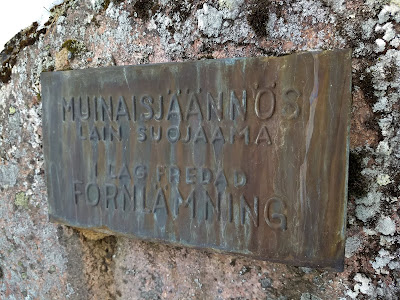 MUINAISJÄÄNNÖS
LAIN SUOJAAMA
I LAG FREDAD
FORNLÄMNING